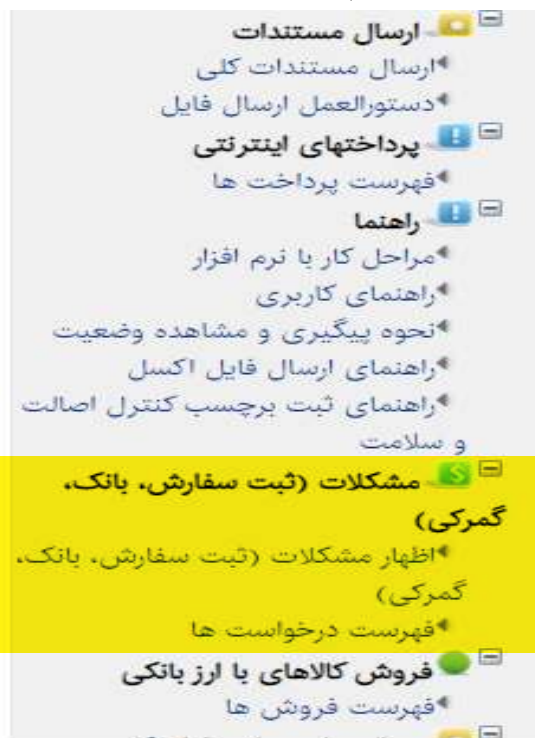 ارسال مستندات
ارسال مستندات کلی
دستورالعمل ارسال فایل
پرداختهای اینترنتی
فهرست پرداخت ها
راهنما
مراحل کار با نرم افزار
راهنمای کاربری
نحوه پیگیری و مشاهده وضعیت
راهنمای ارسال فایل اکسل
راهنمای ثبت برچسب کنترل اصالت
و سلامت
مشکلات (ثبت سفارش، بانک،
گمرکی)
اظهار مشکلات (ثبت سفارش، بانک،
گمرکی)
فهرست درخواست ها
فروش کالاهای با ارز بانکی
فهرست فروش ها